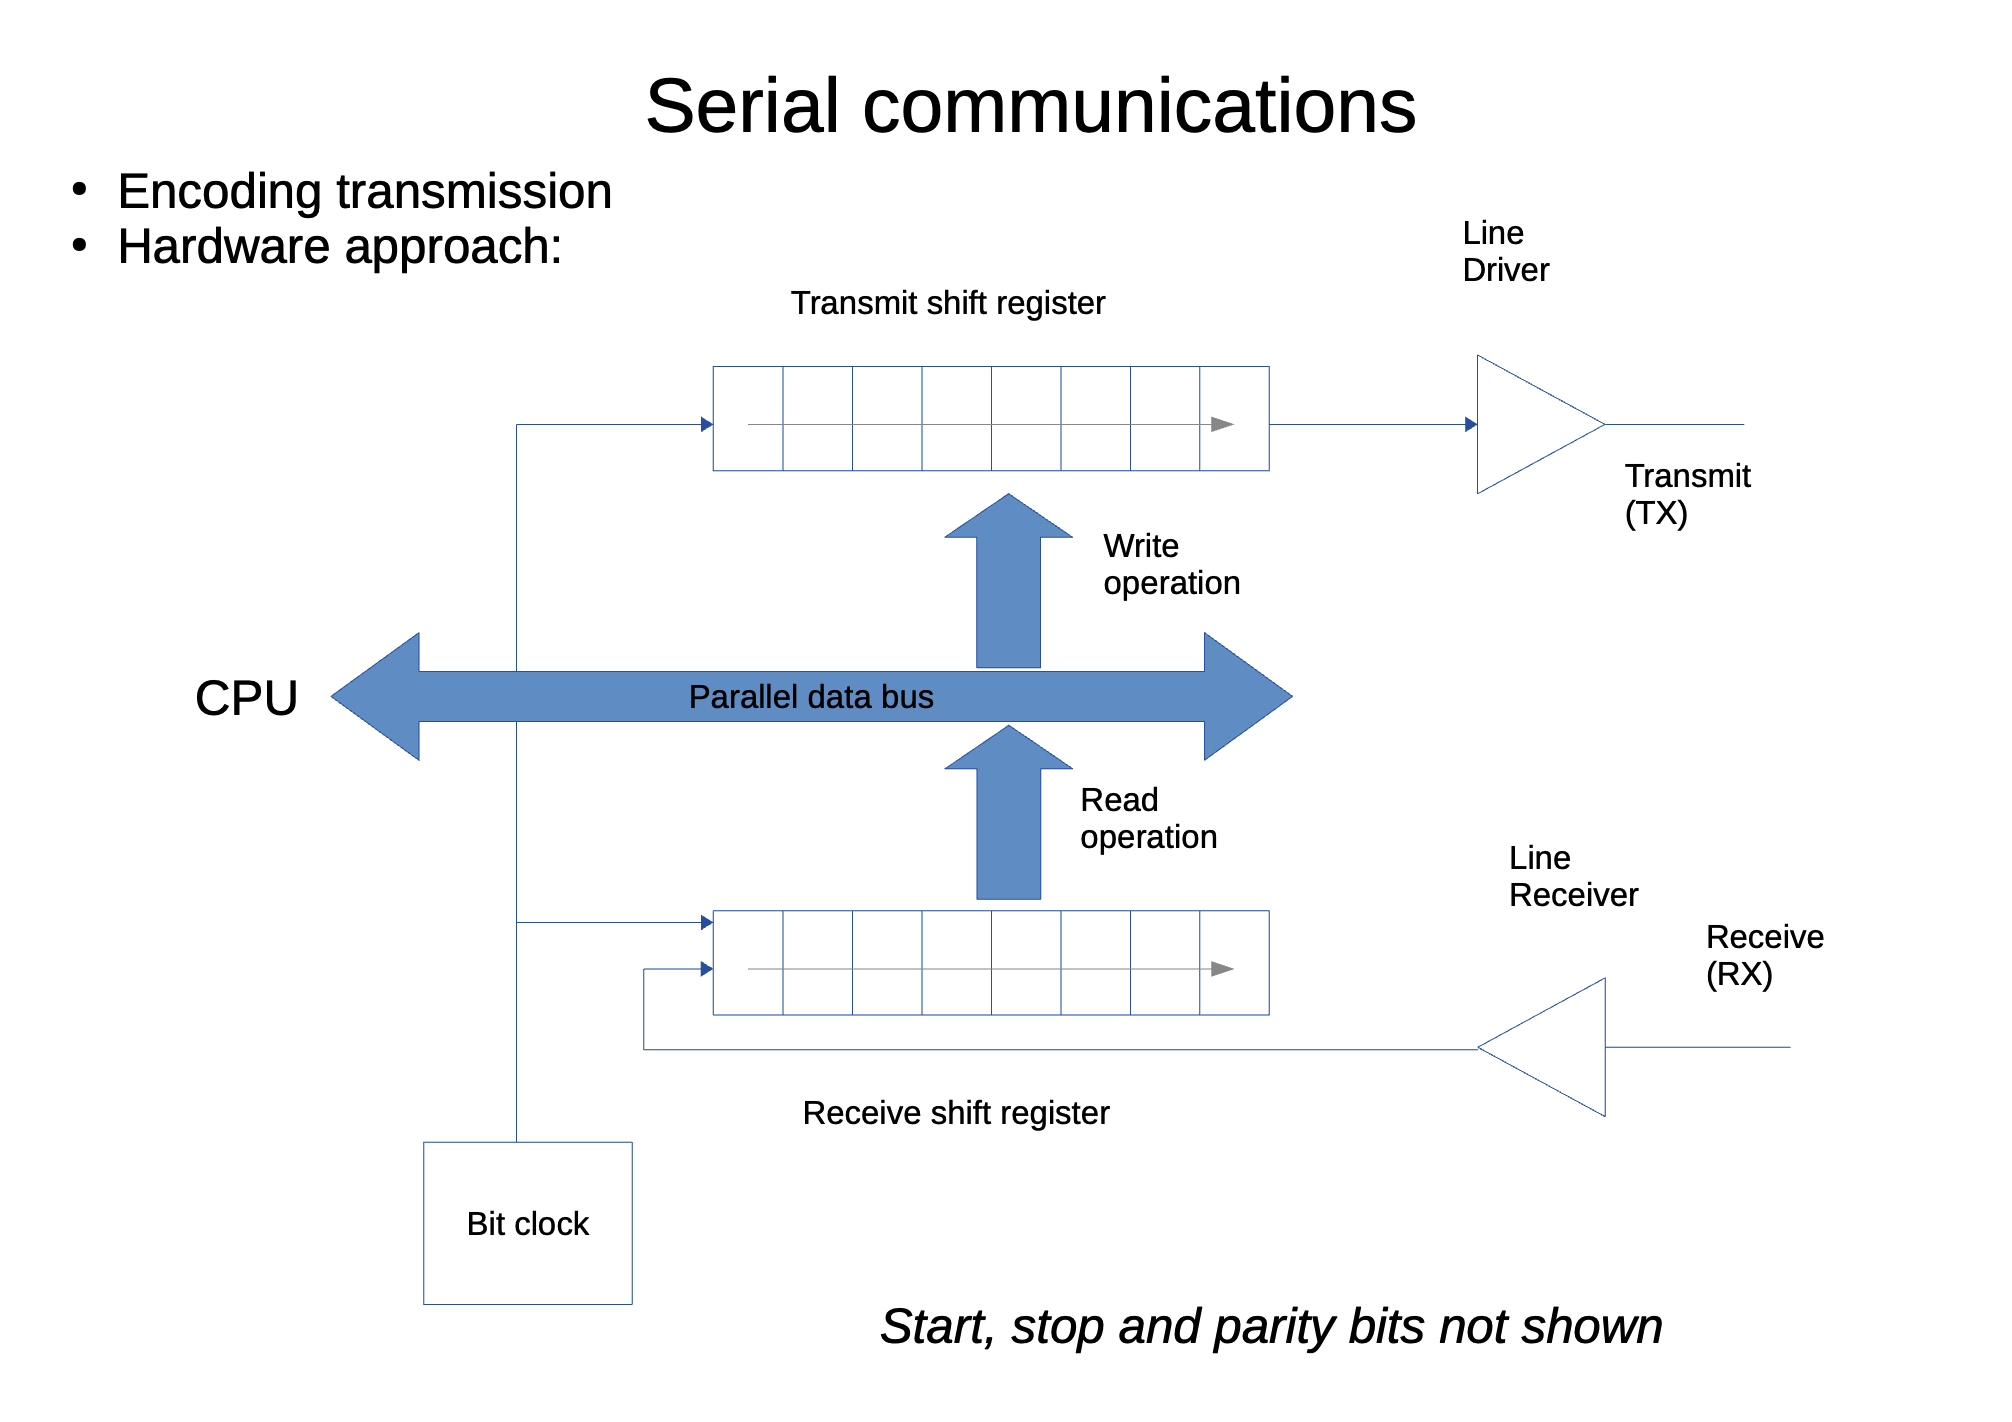 Serial communications
• Encoding transmission
• Hardware approach:
Line
Driver
Transmit shift register
Transmit
(TX)
Write
operation
CPU
Parallel data bus
Read
operation
Line
Receiver
Receive
(RX)
Receive shift register
Bit clock
Start, stop and parity bits not shown